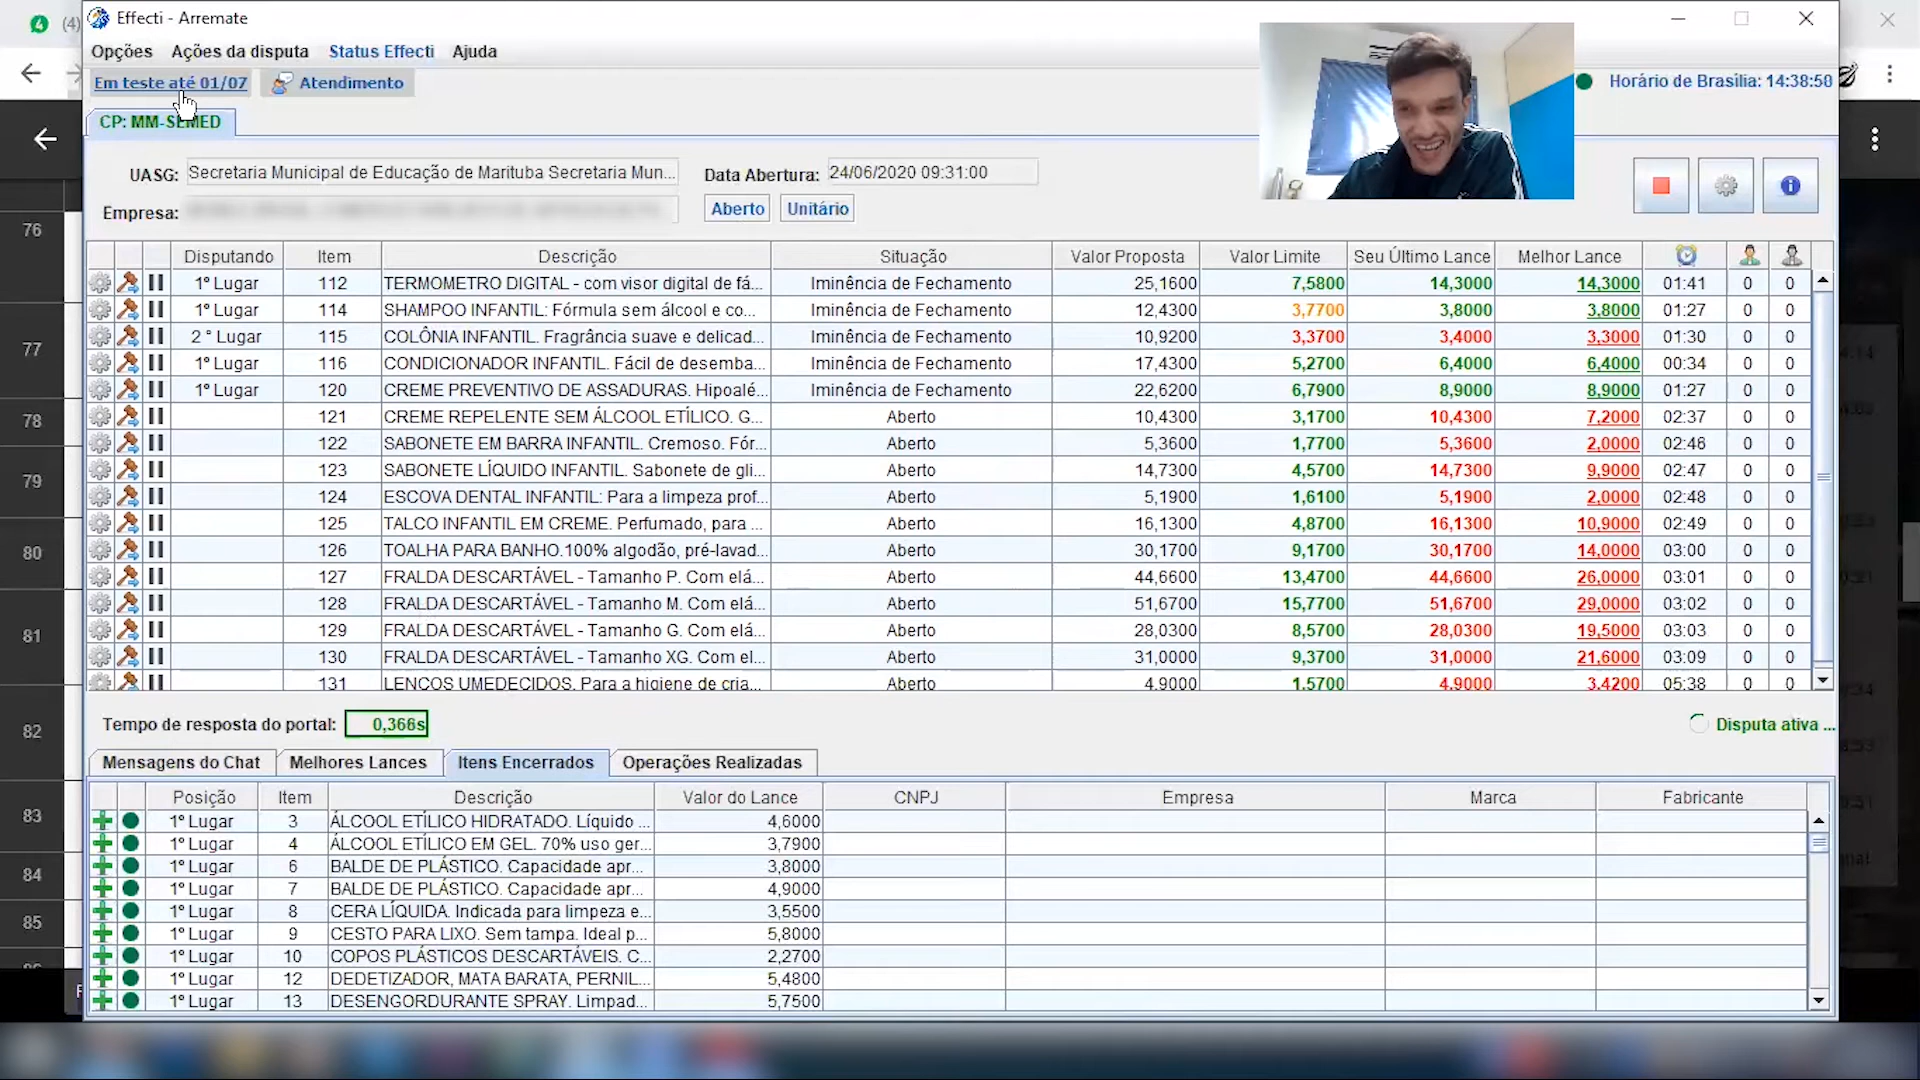 (4)
Effecti - Arremate
Opções Ações da disputa Status Effecti Ajuda
Em teste até 01/07 Atendimento Horário de Brasília: 14:38:50
CP: MM-SEMED
UASG: Secretaria Municipal de Educação de Marituba Secretaria Mun... Data Abertura: 24/06/2020 09:31:00
Empresa: Aberto Unitário
Disputando Item Descrição Situação Valor Proposta Valor Limite Seu Último Lance Melhor Lance
1º Lugar 112 TERMOMETRO DIGITAL - com visor digital de fá... Iminência de Fechamento 25,1600 7,5800 14,3000 14,3000 01:41 0 0
1º Lugar 114 SHAMPOO INFANTIL: Fórmula sem álcool e co... Iminência de Fechamento 12,4300 3,7700 3,8000 3,8000 01:27 0 0
2 ° Lugar 115 COLÔNIA INFANTIL. Fragrância suave e delicad... Iminência de Fechamento 10,9200 3,3700 3,4000 3,3000 01:30 0 0
1º Lugar 116 CONDICIONADOR INFANTIL. Fácil de desemba... Iminência de Fechamento 17,4300 5,2700 6,4000 6,4000 00:34 0 0
1º Lugar 120 CREME PREVENTIVO DE ASSADURAS. Hipoalé... Iminência de Fechamento 22,6200 6,7900 8,9000 8,9000 01:27 0 0
121 CREME REPELENTE SEM ÁLCOOL ETÍLICO. G... Aberto 10,4300 3,1700 10,4300 7,2000 02:37 0 0
122 SABONETE EM BARRA INFANTIL. Cremoso. Fór... Aberto 5,3600 1,7700 5,3600 2,0000 02:46 0 0
123 SABONETE LÍQUIDO INFANTIL. Sabonete de gli... Aberto 14,7300 4,5700 14,7300 9,9000 02:47 0 0
124 ESCOVA DENTAL INFANTIL: Para a limpeza prof... Aberto 5,1900 1,6100 5,1900 2,0000 02:48 0 0
125 TALCO INFANTIL EM CREME. Perfumado, para ... Aberto 16,1300 4,8700 16,1300 10,9000 02:49 0 0
126 TOALHA PARA BANHO.100% algodão, pré-lavad... Aberto 30,1700 9,1700 30,1700 14,0000 03:00 0 0
127 FRALDA DESCARTÁVEL - Tamanho P. Com elá... Aberto 44,6600 13,4700 44,6600 26,0000 03:01 0 0
128 FRALDA DESCARTÁVEL - Tamanho M. Com elá... Aberto 51,6700 15,7700 51,6700 29,0000 03:02 0 0
129 FRALDA DESCARTÁVEL - Tamanho G. Com elá... Aberto 28,0300 8,5700 28,0300 19,5000 03:03 0 0
130 FRALDA DESCARTÁVEL - Tamanho XG. Com el... Aberto 31,0000 9,3700 31,0000 21,6000 03:09 0 0
131 LENÇOS UMEDECIDOS. Para a higiene de cria... Aberto 4,9000 1,5700 4,9000 3,4200 05:38 0 0
Tempo de resposta do portal: 0,366s Disputa ativa ...
Mensagens do Chat Melhores Lances Itens Encerrados Operações Realizadas
Posição Item Descrição Valor do Lance CNPJ Empresa Marca Fabricante
1º Lugar 3 ÁLCOOL ETÍLICO HIDRATADO. Líquido ... 4,6000
1º Lugar 4 ÁLCOOL ETÍLICO EM GEL. 70% uso ger... 3,7900
1º Lugar 6 BALDE DE PLÁSTICO. Capacidade apr... 3,8000
1º Lugar 7 BALDE DE PLÁSTICO. Capacidade apr... 4,9000
1º Lugar 8 CERA LÍQUIDA. Indicada para limpeza e... 3,5500
1º Lugar 9 CESTO PARA LIXO. Sem tampa. Ideal p... 5,8000
1º Lugar 10 COPOS PLÁSTICOS DESCARTÁVEIS. C... 2,2700
1º Lugar 12 DEDETIZADOR, MATA BARATA, PERNIL... 5,4800
1º Lugar 13 DESENGORDURANTE SPRAY. Limpad... 5,7500
76
77
78
79
80
81
82
83
84
85